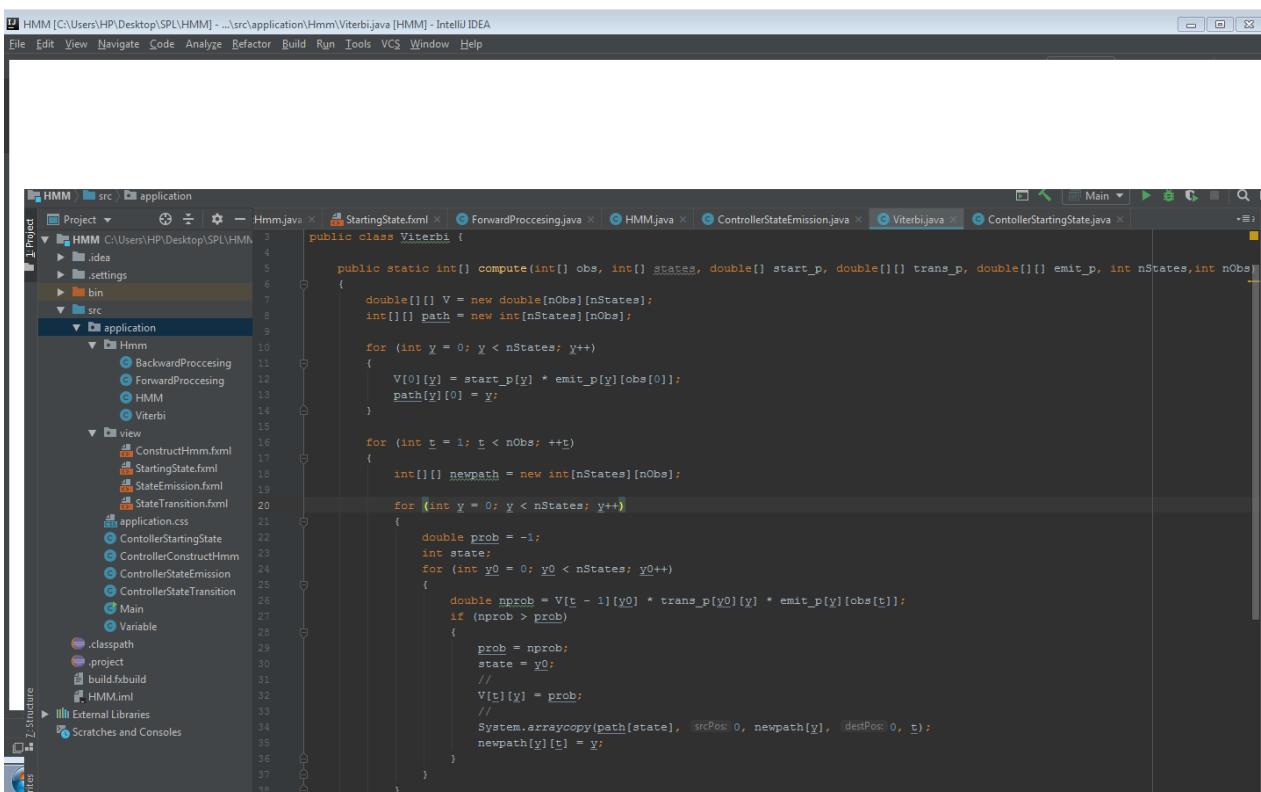 HMM [C:\Users\HP\Desktop\SPL\HMM] - ...\src\application\Hmm\Viterbi.java [HMM] - IntelliJ IDEA
File Edit View Navigate Code Analyze Refactor Build Run Tools VCS Window Help
HMM src application Main
1: Project
Project
Hmm.java StartingState.fxml ForwardProccesing.java HMM.java ControllerStateEmission.java Viterbi.java ContollerStartingState.java
HMM C:\Users\HP\Desktop\SPL\HMM
.idea
.settings
bin
src
application
Hmm
BackwardProccesing
ForwardProccesing
HMM
Viterbi
view
ConstructHmm.fxml
StartingState.fxml
StateEmission.fxml
StateTransition.fxml
application.css
ContollerStartingState
ControllerConstructHmm
ControllerStateEmission
ControllerStateTransition
Main
Variable
.classpath
.project
build.fxbuild
HMM.iml
External Libraries
Scratches and Consoles
7: Structure
3 public class Viterbi {
4
5 public static int[] compute(int[] obs, int[] states, double[] start_p, double[][] trans_p, double[][] emit_p, int nStates,int nObs)
6 {
7 double[][] V = new double[nObs][nStates];
8 int[][] path = new int[nStates][nObs];
9
10 for (int y = 0; y < nStates; y++)
11 {
12 V[0][y] = start_p[y] * emit_p[y][obs[0]];
13 path[y][0] = y;
14 }
15
16 for (int t = 1; t < nObs; ++t)
17 {
18 int[][] newpath = new int[nStates][nObs];
19
20 for (int y = 0; y < nStates; y++)
21 {
22 double prob = -1;
23 int state;
24 for (int y0 = 0; y0 < nStates; y0++)
25 {
26 double nprob = V[t - 1][y0] * trans_p[y0][y] * emit_p[y][obs[t]];
27 if (nprob > prob)
28 {
29 prob = nprob;
30 state = y0;
31 //
32 V[t][y] = prob;
33 //
34 System.arraycopy(path[state], srcPos: 0, newpath[y], destPos: 0, t);
35 newpath[y][t] = y;
36 }
37 }
38 }